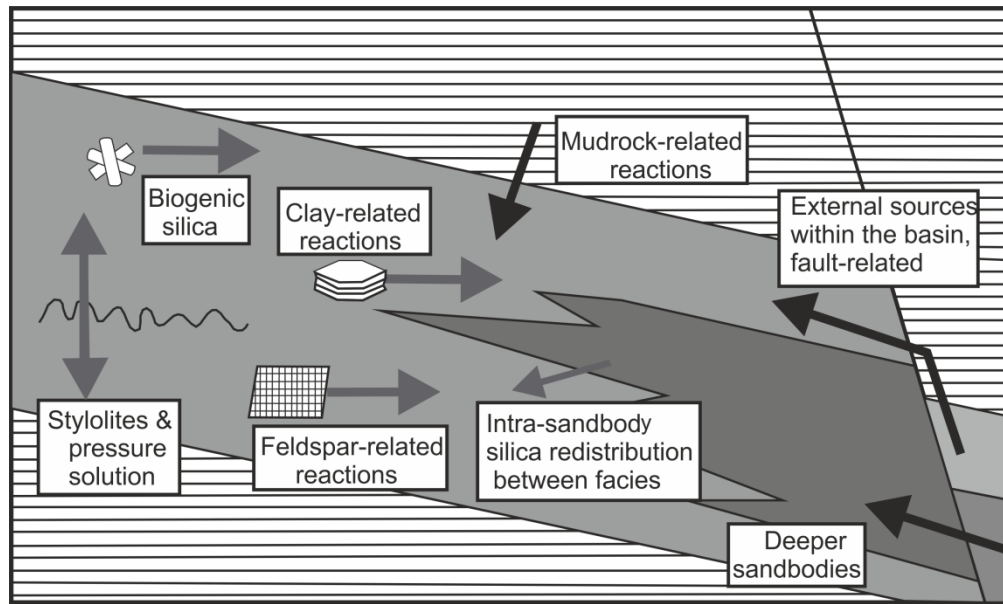 Mudrock-related
reactions
Biogenic
silica
Clay-related
reactions
External sources
within the basin,
fault-related
Stylolites &
pressure
solution
Feldspar-related
reactions
Intra-sandbody
silica redistribution
between facies
Deeper
sandbodies